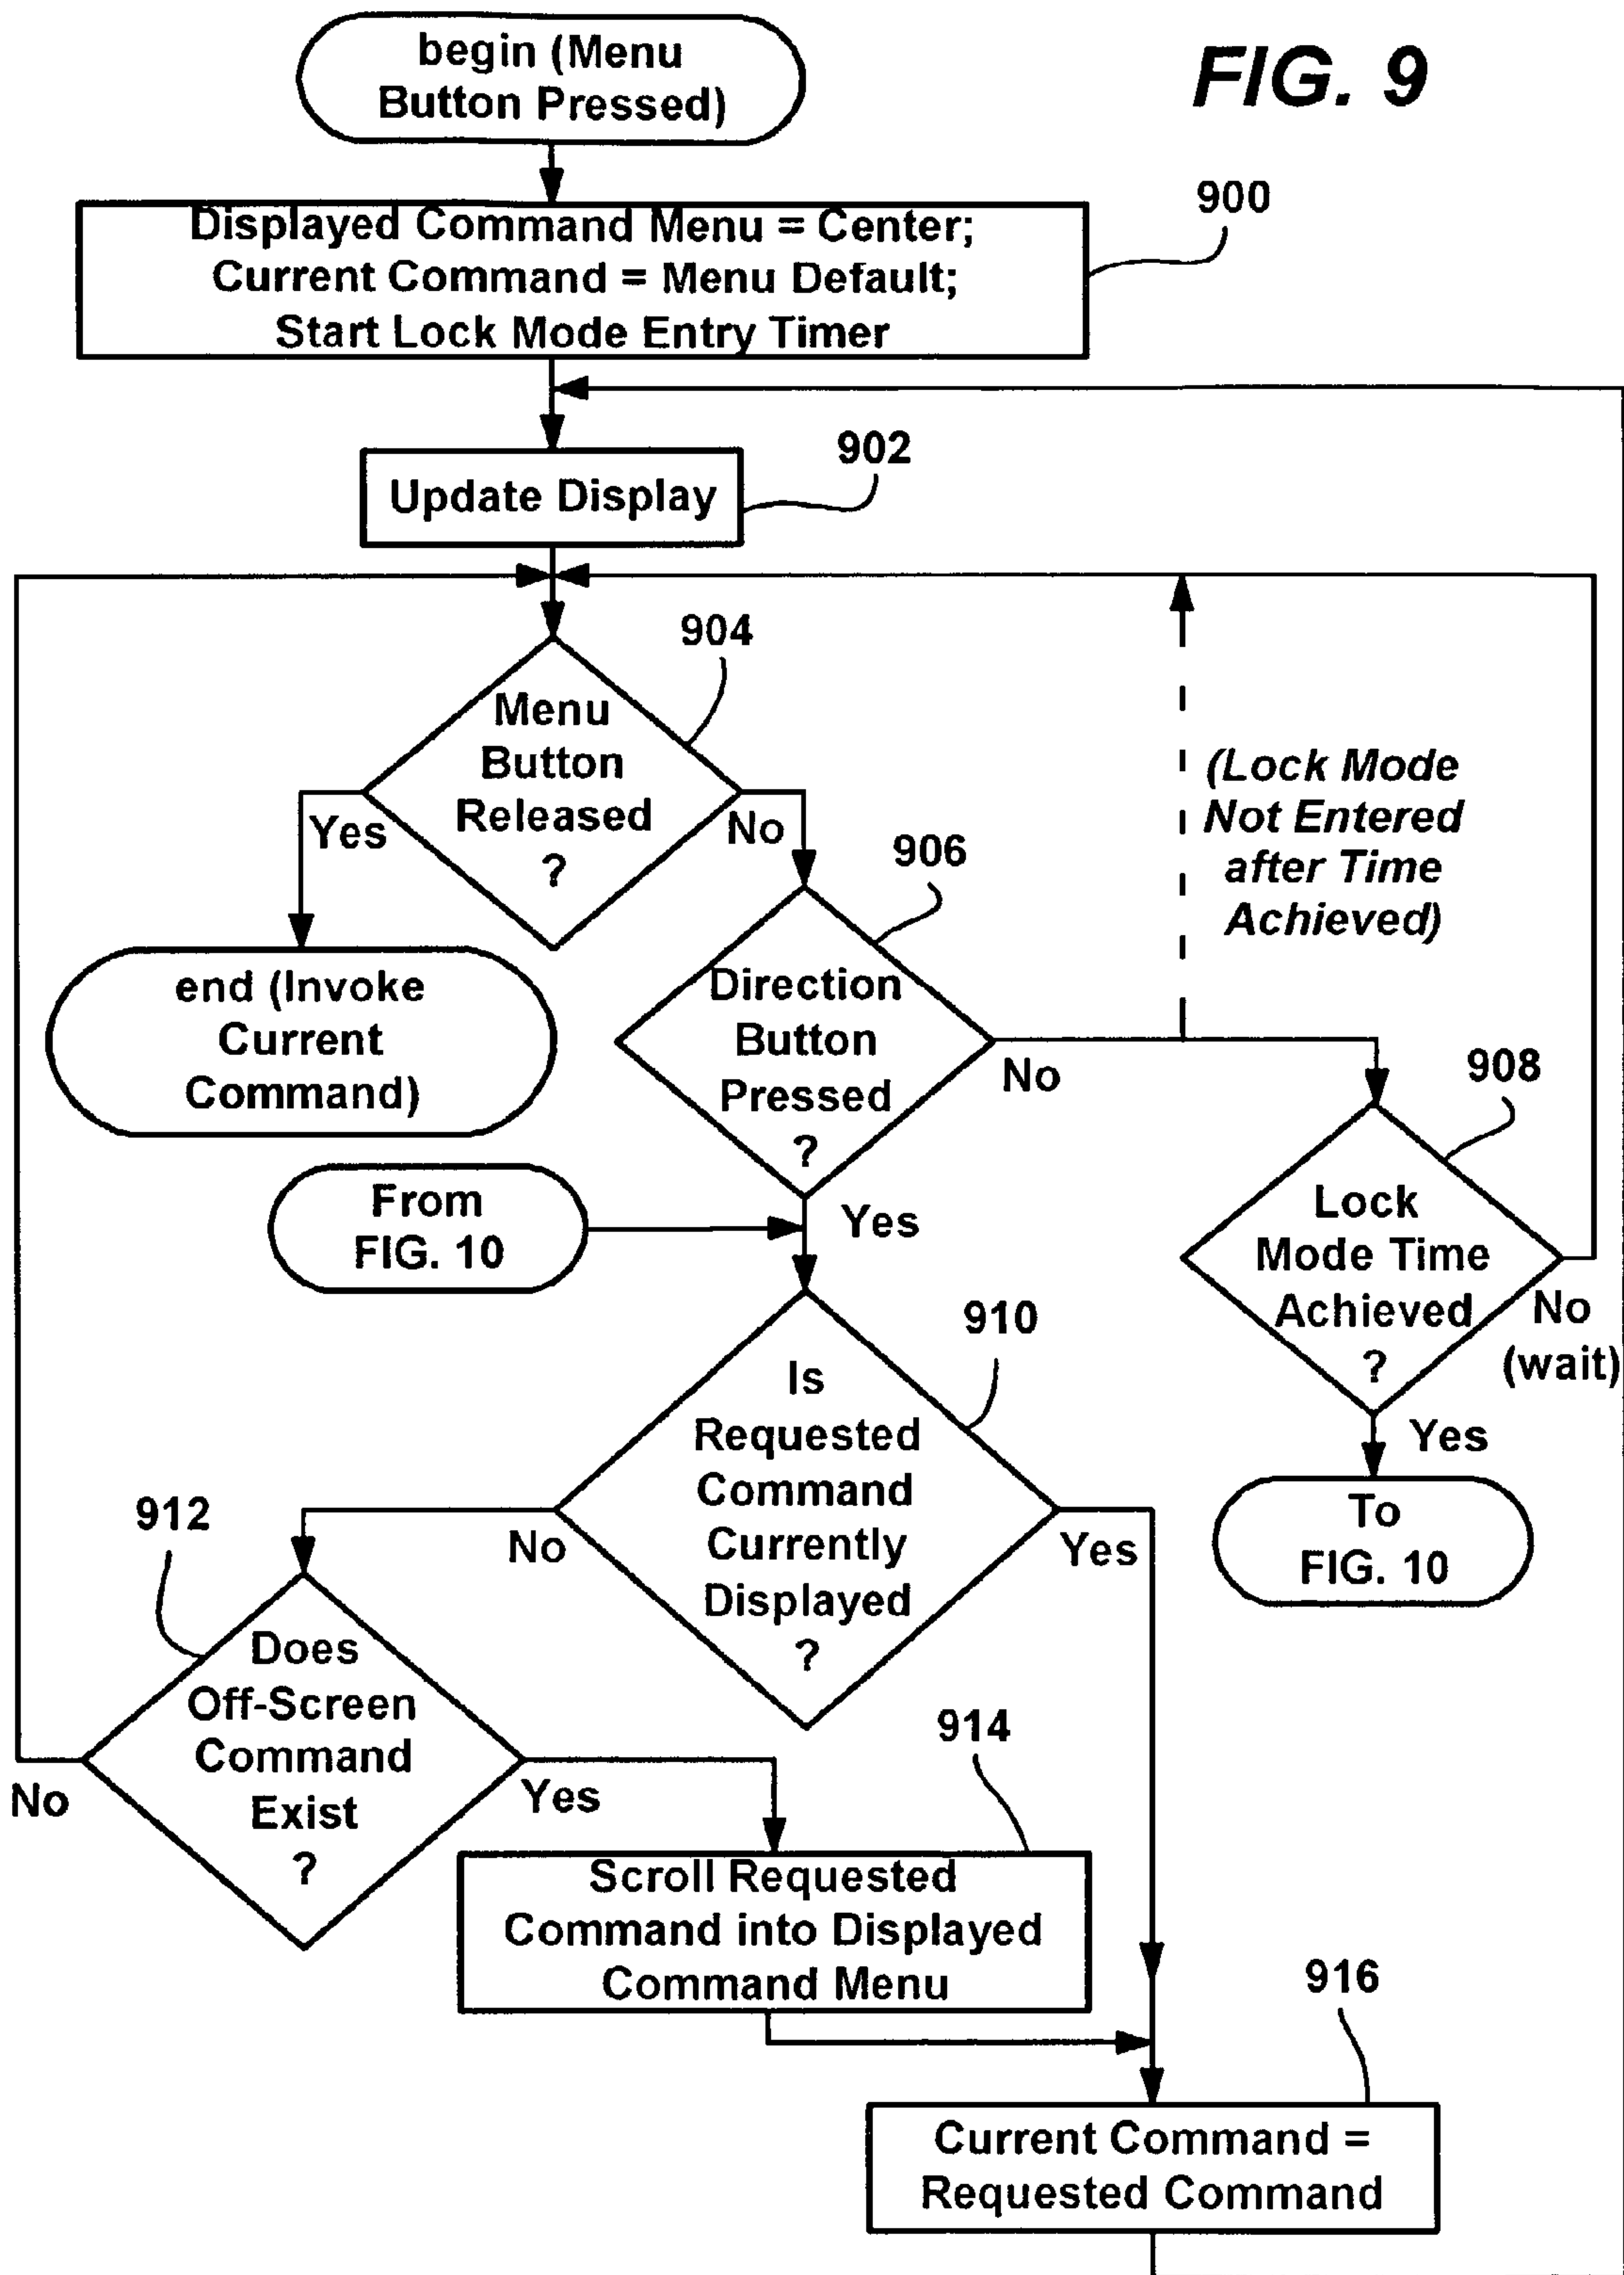 begin (Menu
Button Pressed)
FIG. 9
900
Displayed Command Menu = Center;
Current Command = Menu Default;
Start Lock Mode Entry Timer
902
Update Display
904
Menu
Button
Released
?
Yes
No
(Lock Mode
Not Entered
after Time
Achieved)
906
end (Invoke
Current
Command)
Direction
Button
Pressed
?
No
Yes
908
From
FIG. 10
Lock
Mode Time
Achieved
?
No
(wait)
Yes
To
FIG. 10
910
Is
Requested
Command
Currently
Displayed
?
No
Yes
912
Does
Off-Screen
Command
Exist
?
No
Yes
914
Scroll Requested
Command into Displayed
Command Menu
916
Current Command =
Requested Command